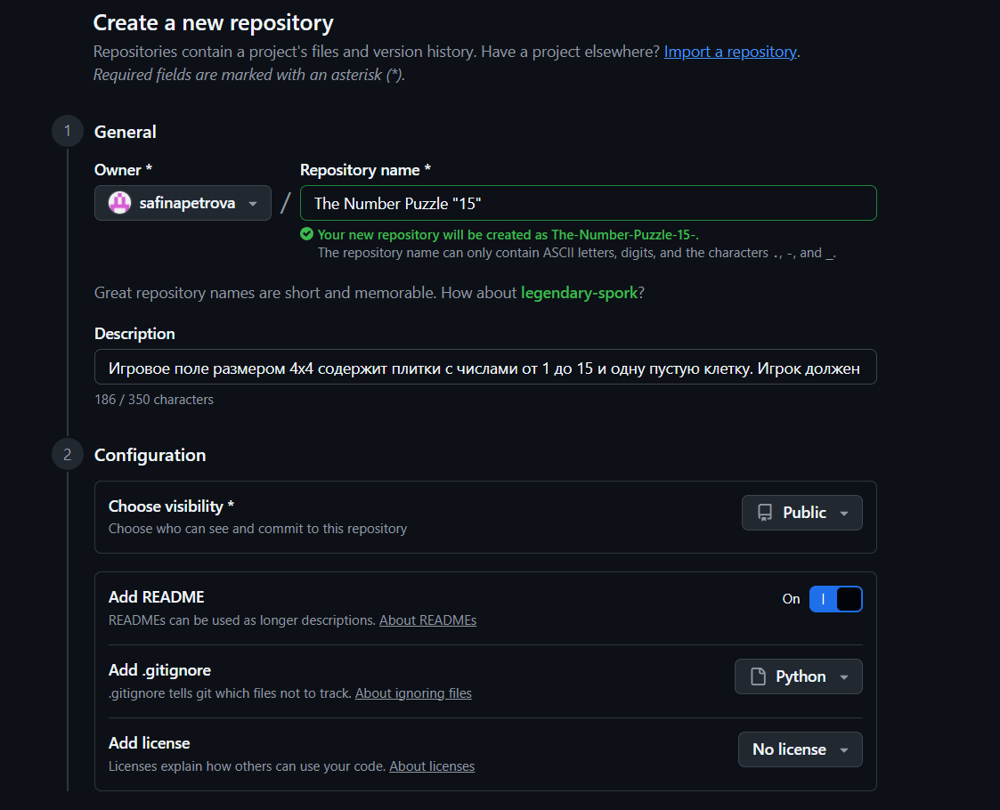 Create a new repository
Repositories contain a project's files and version history. Have a project elsewhere? Import a repository.
Required fields are marked with an asterisk (*).
1 General
Owner * Repository name *
safinapetrova / The Number Puzzle "15"
Your new repository will be created as The-Number-Puzzle-15-.
The repository name can only contain ASCII letters, digits, and the characters ., -, and _.
Great repository names are short and memorable. How about legendary-spork?
Description
Игровое поле размером 4x4 содержит плитки с числами от 1 до 15 и одну пустую клетку. Игрок должен
186 / 350 characters
2 Configuration
Choose visibility * Public
Choose who can see and commit to this repository
Add README On
READMEs can be used as longer descriptions. About READMEs
Add .gitignore Python
.gitignore tells git which files not to track. About ignoring files
Add license No license
Licenses explain how others can use your code. About licenses